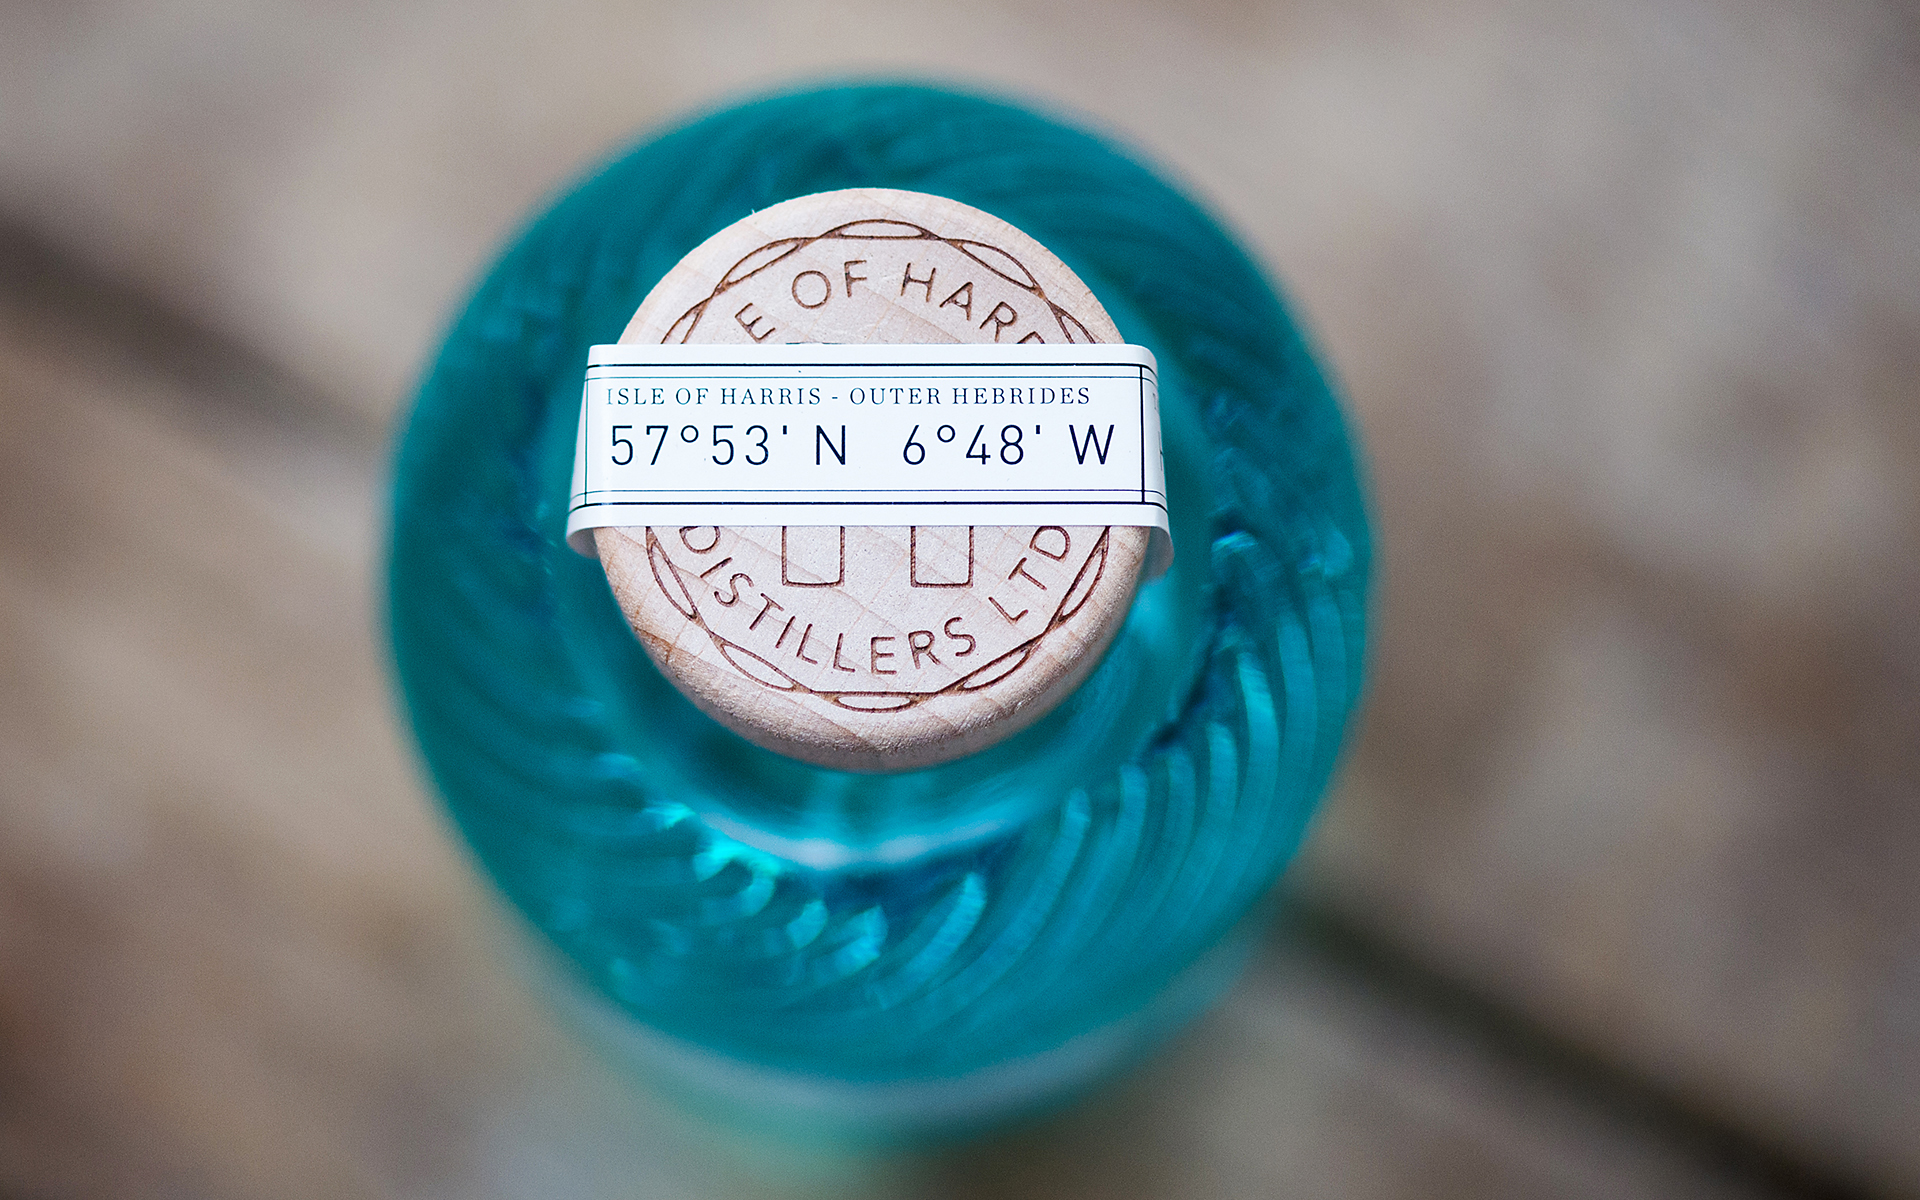 E OF HARR
ISLE OF HARRIS - OUTER HEBRIDES
57°53' N 6°48' W
DISTILLERS LTD